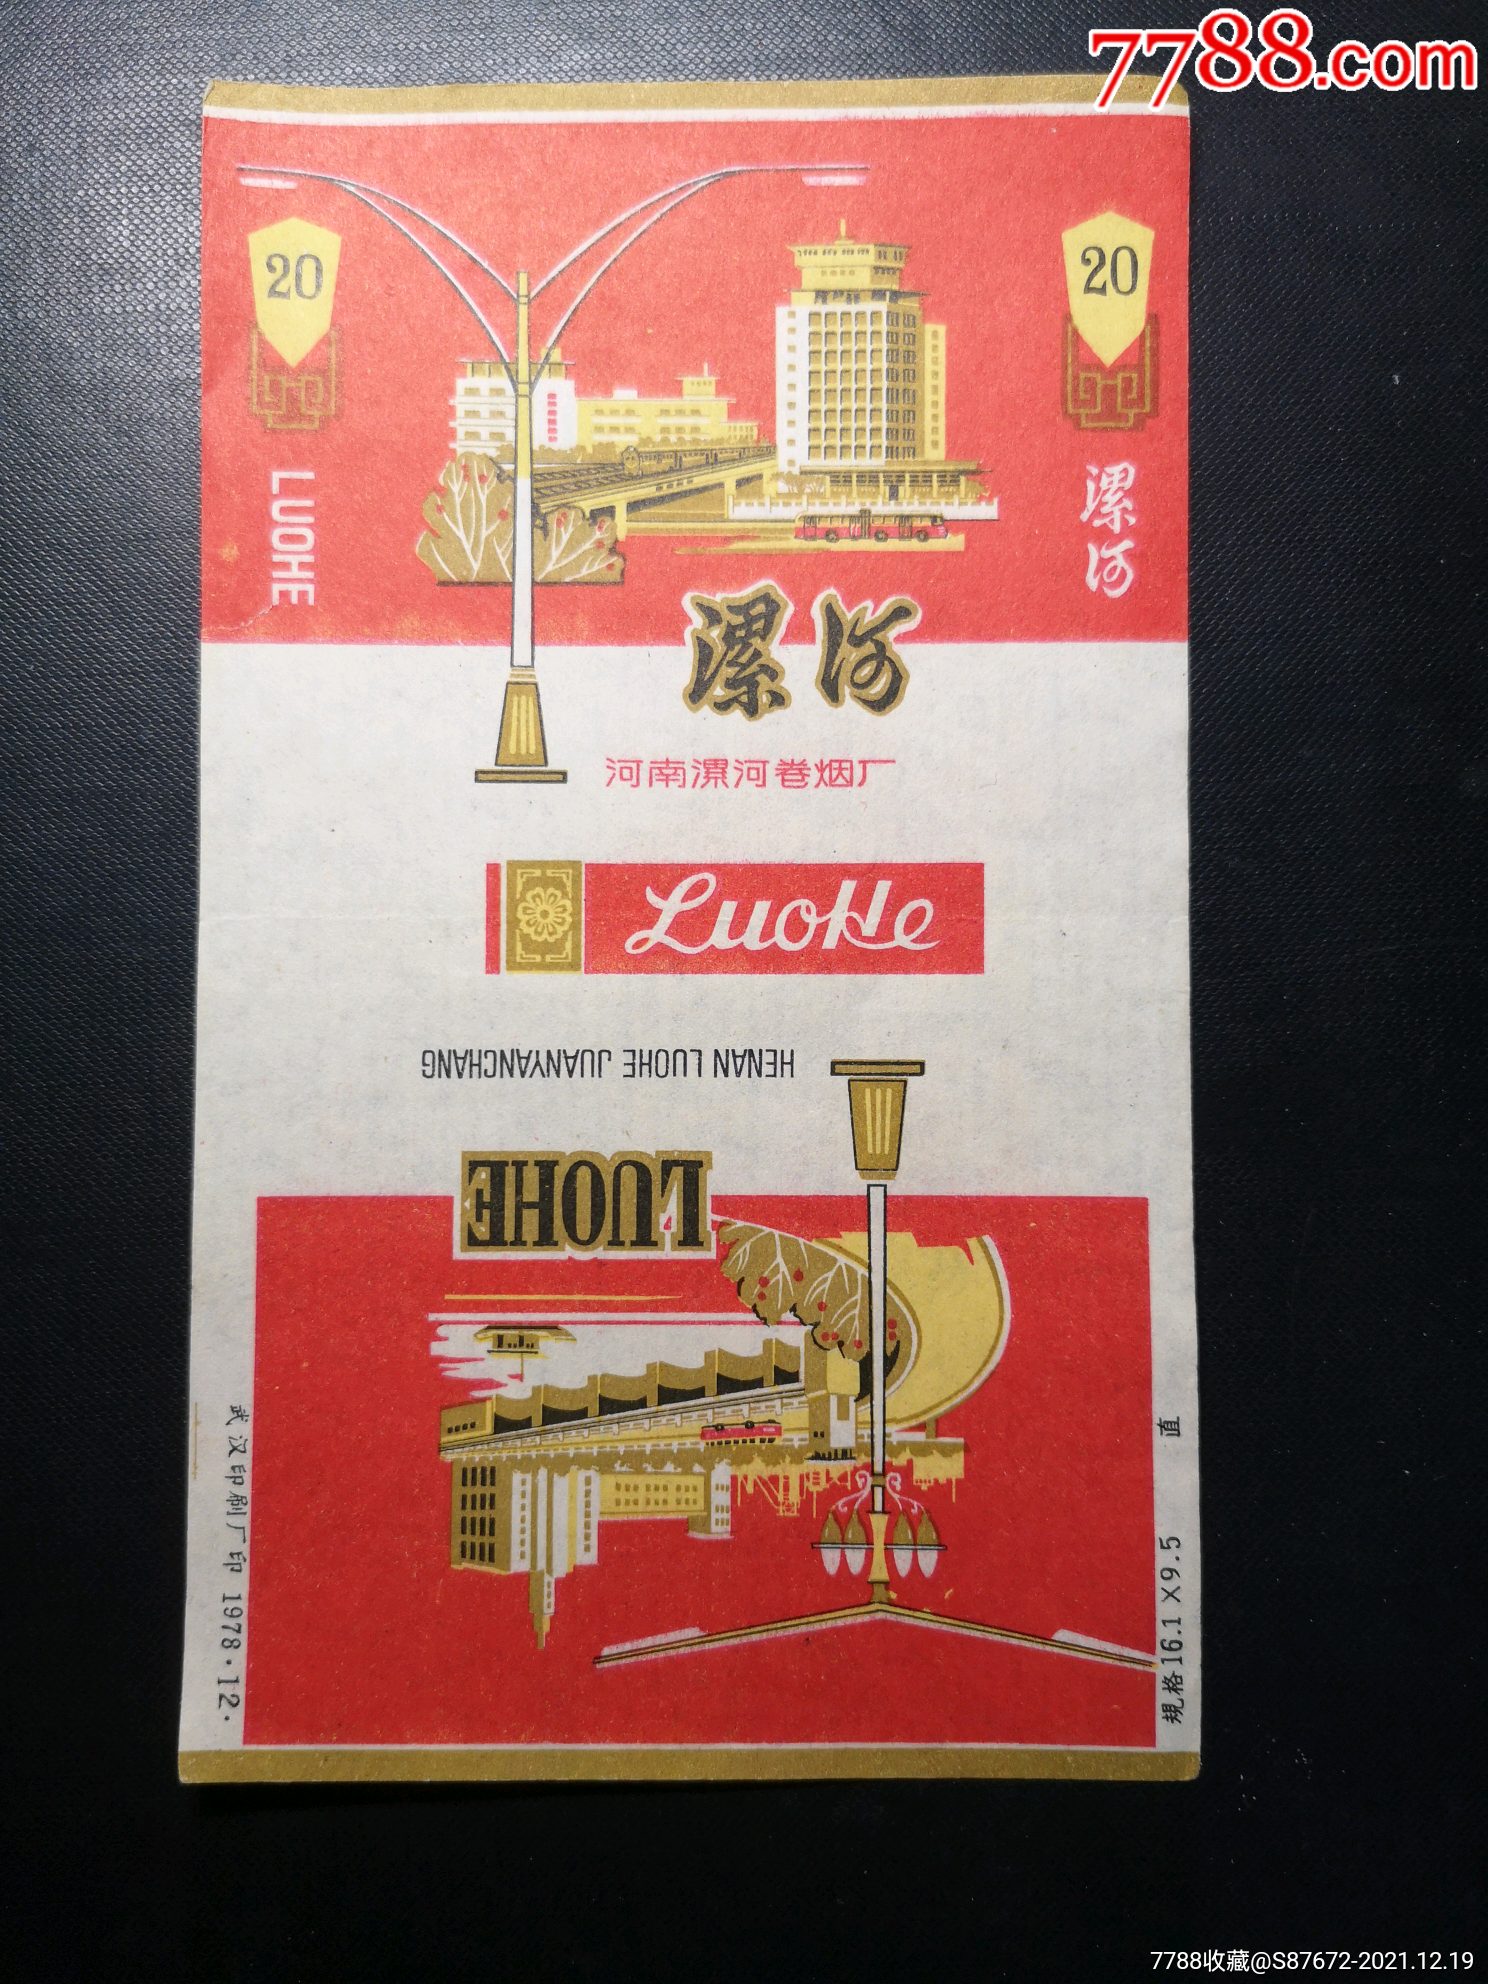 7788.com
20
20
LUOHE
漯河
漯河
河南漯河卷烟厂
LuoHe
HENAN LUOHE JUANYANCHANG
LUOHE
武汉印刷厂印 1978·12.
規格16.1×9.5 直
7788收藏@S87672-2021.12.19